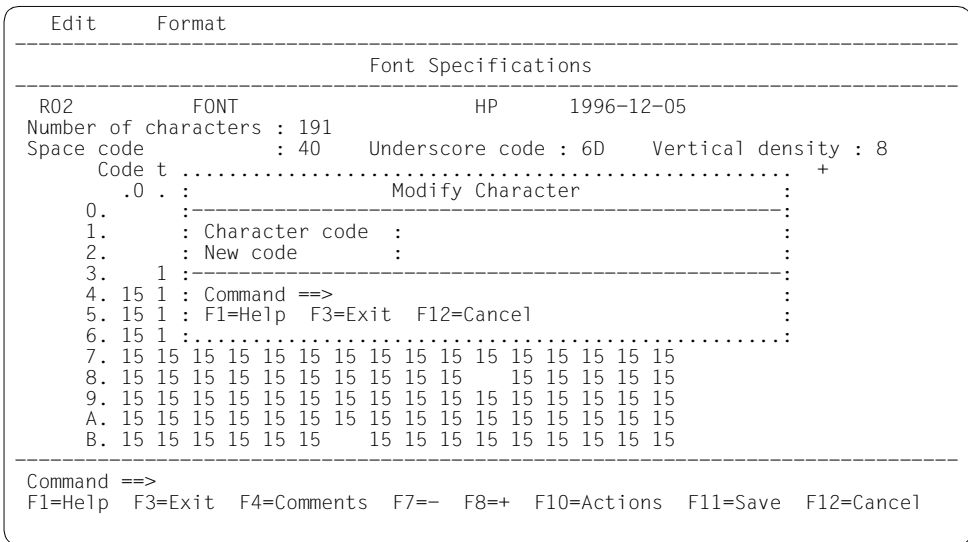 Edit      Format
--------------------------------------------------------------------------------
Font Specifications
--------------------------------------------------------------------------------
R02             FONT                    HP      1996-12-05
Number of characters : 191
Space code           : 40    Underscore code : 6D    Vertical density : 8
      Code t ....................................................  +
        .0 . :                 Modify Character                 :
     0.      :--------------------------------------------------:
     1.      : Character code  :                                :
     2.      : New code        :                                :
     3.    1 :--------------------------------------------------:
     4. 15 1 : Command ==>                                      :
     5. 15 1 : F1=Help  F3=Exit  F12=Cancel                     :
     6. 15 1 :..................................................:
     7. 15 15 15 15 15 15 15 15 15 15 15 15 15 15 15 15
     8. 15 15 15 15 15 15 15 15 15 15    15 15 15 15 15
     9. 15 15 15 15 15 15 15 15 15 15 15 15 15 15 15 15
     A. 15 15 15 15 15 15 15 15 15 15 15 15 15 15 15 15
     B. 15 15 15 15 15 15    15 15 15 15 15 15 15 15 15
--------------------------------------------------------------------------------
Command ==>
F1=Help  F3=Exit  F4=Comments  F7=-  F8=+  F10=Actions  F11=Save  F12=Cancel